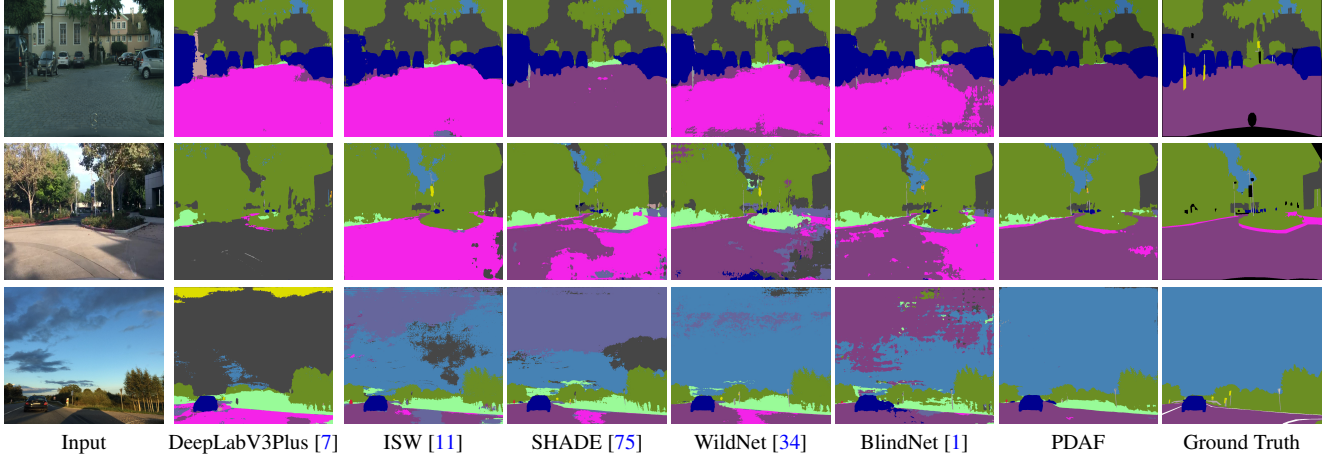 Input DeepLabV3Plus [7] ISW [11] SHADE [75] WildNet [34] BlindNet [1] PDAF Ground Truth